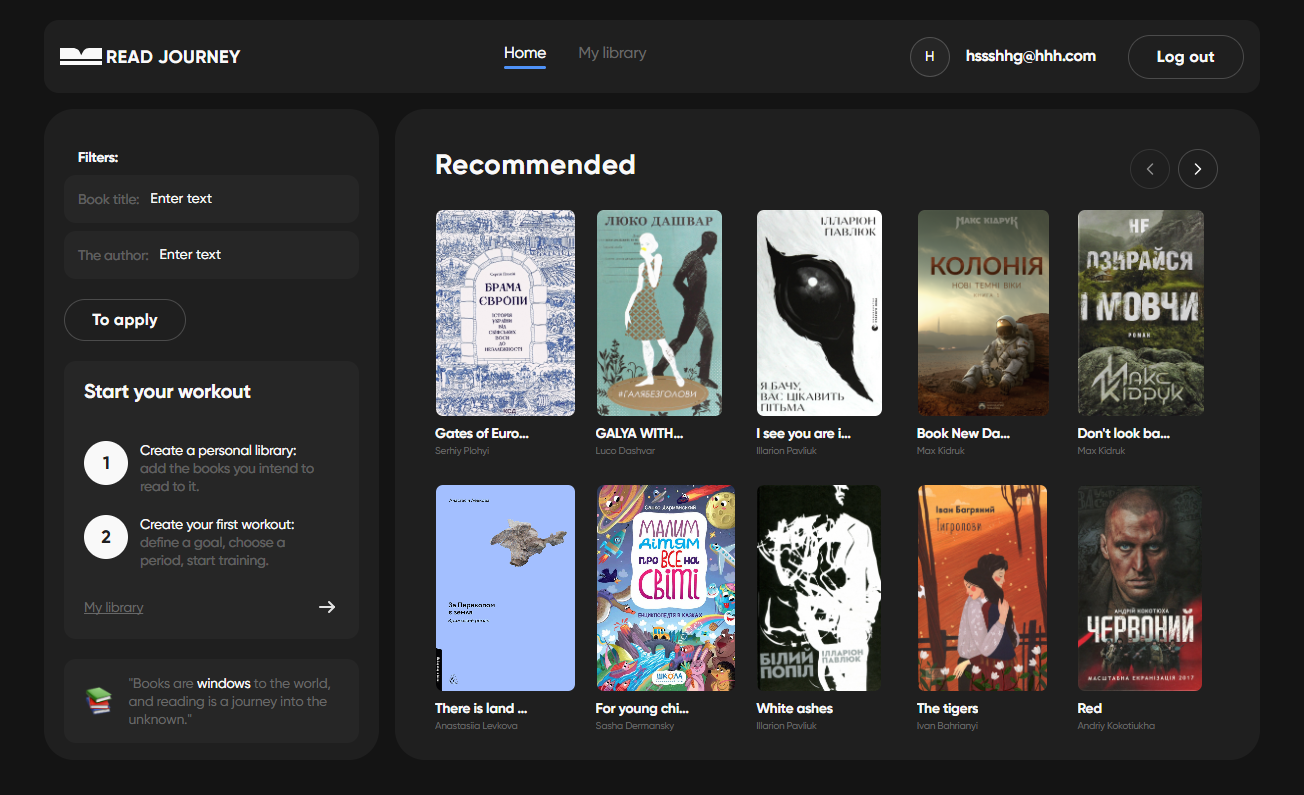 READ JOURNEY
Home
My library
H
hssshhg@hhh.com
Log out
Filters:
Book title: Enter text
The author: Enter text
To apply
Start your workout
1
Create a personal library:
add the books you intend to
read to it.
2
Create your first workout:
define a goal, choose a
period, start training.
My library
"Books are windows to the world,
and reading is a journey into the
unknown."
Recommended
Сергій Плохій
БРАМА
ЄВРОПИ
ІСТОРІЯ
УКРАЇНИ
ВІД
СКІФСЬКИХ
ВОЄН
ДО
НЕЗАЛЕЖНОСТІ
КСД
Gates of Euro...
Serhiy Plohyi
ЛЮКО ДАШВАР
#ГАЛЯБЕЗГОЛОВИ
GALYA WITH...
Luco Dashvar
ІЛЛАРІОН
ПАВЛЮК
Я БАЧУ,
ВАС ЦІКАВИТЬ
ПІТЬМА
I see you are i...
Illarion Pavliuk
МАКС КІДРУК
КОЛОНІЯ
НОВІ ТЕМНІ ВІКИ
Book New Da...
Max Kidruk
НЕ
ОЗИРАЙСЯ
І МОВЧИ
РОМАН
Макс
Кідрук
Don't look ba...
Max Kidruk
За Перекопом
є земля
There is land ...
Anastasiia Levkova
Сашко Дерманський
МАЛИМ
ДІТЯМ
ПРО ВСЕ НА
СВІТІ
ЕНЦИКЛОПЕДІЯ В КАЗКАХ
ШКОЛА
For young chi...
Sasha Dermansky
БІЛИЙ
ПОПІЛ
ІЛЛАРІОН
ПАВЛЮК
White ashes
Illarion Pavliuk
Іван Багряний
Тигролови
The tigers
Ivan Bahrianyi
АНДРІЙ КОКОТЮХА
ЧЕРВОНИЙ
МАСШТАБНА ЕКРАНІЗАЦІЯ 2017
Red
Andriy Kokotiukha